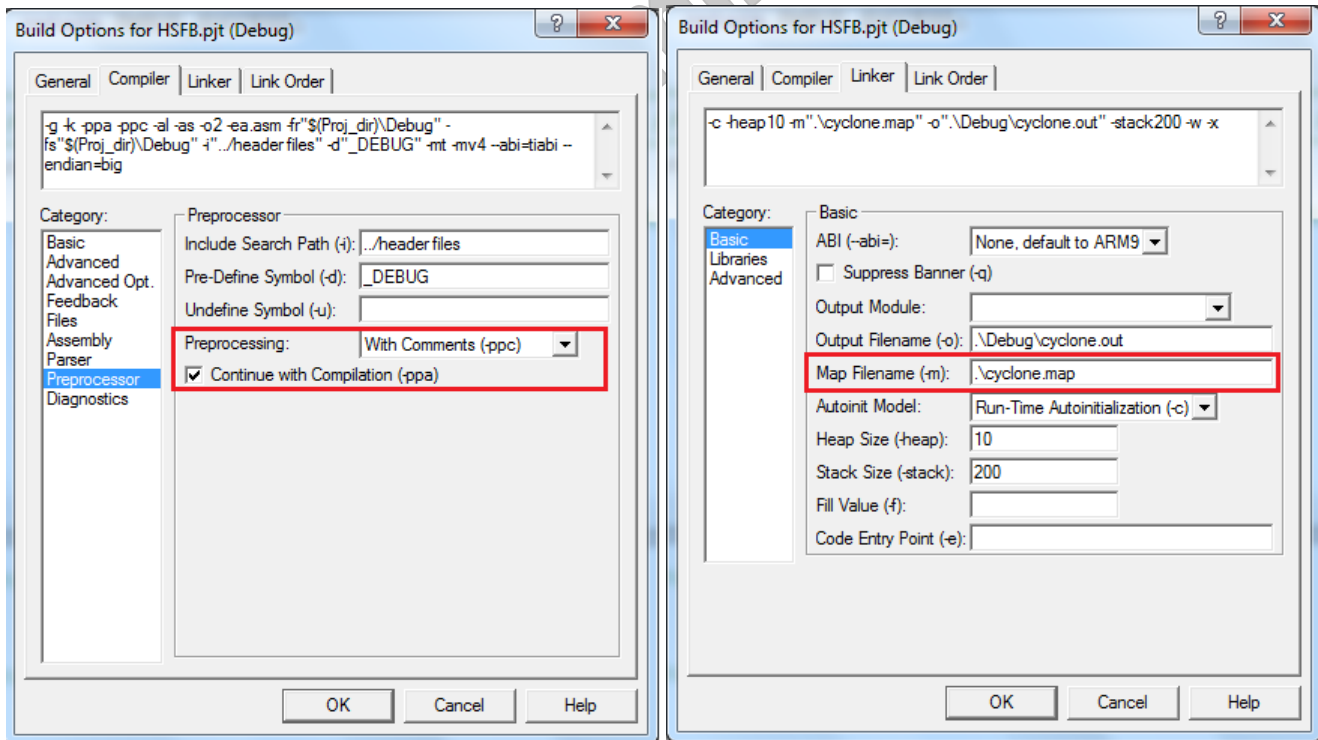 Build Options for HSFB.pjt (Debug)
General Compiler Linker Link Order
-g -k -ppa -ppc -al -as -o2 -ea.asm -fr"$(Proj_dir)\Debug" -
fs"$(Proj_dir)\Debug" -i"../header files" -d"_DEBUG" -mt -mv4 --abi=tiabi --
endian=big
Category:
Basic
Advanced
Advanced Opt.
Feedback
Files
Assembly
Parser
Preprocessor
Diagnostics
Preprocessor
Include Search Path (-i): ../header files
Pre-Define Symbol (-d): _DEBUG
Undefine Symbol (-u):
Preprocessing: With Comments (-ppc)
Continue with Compilation (-ppa)
OK Cancel Help
Build Options for HSFB.pjt (Debug)
General Compiler Linker Link Order
-c -heap10 -m".\cyclone.map" -o".\Debug\cyclone.out" -stack200 -w -x
Category:
Basic
Libraries
Advanced
Basic
ABI (--abi=): None, default to ARM9
Suppress Banner (-q)
Output Module:
Output Filename (-o): .\Debug\cyclone.out
Map Filename (-m): .\cyclone.map
Autoinit Model: Run-Time Autoinitialization (-c)
Heap Size (-heap): 10
Stack Size (-stack): 200
Fill Value (-f):
Code Entry Point (-e):
OK Cancel Help